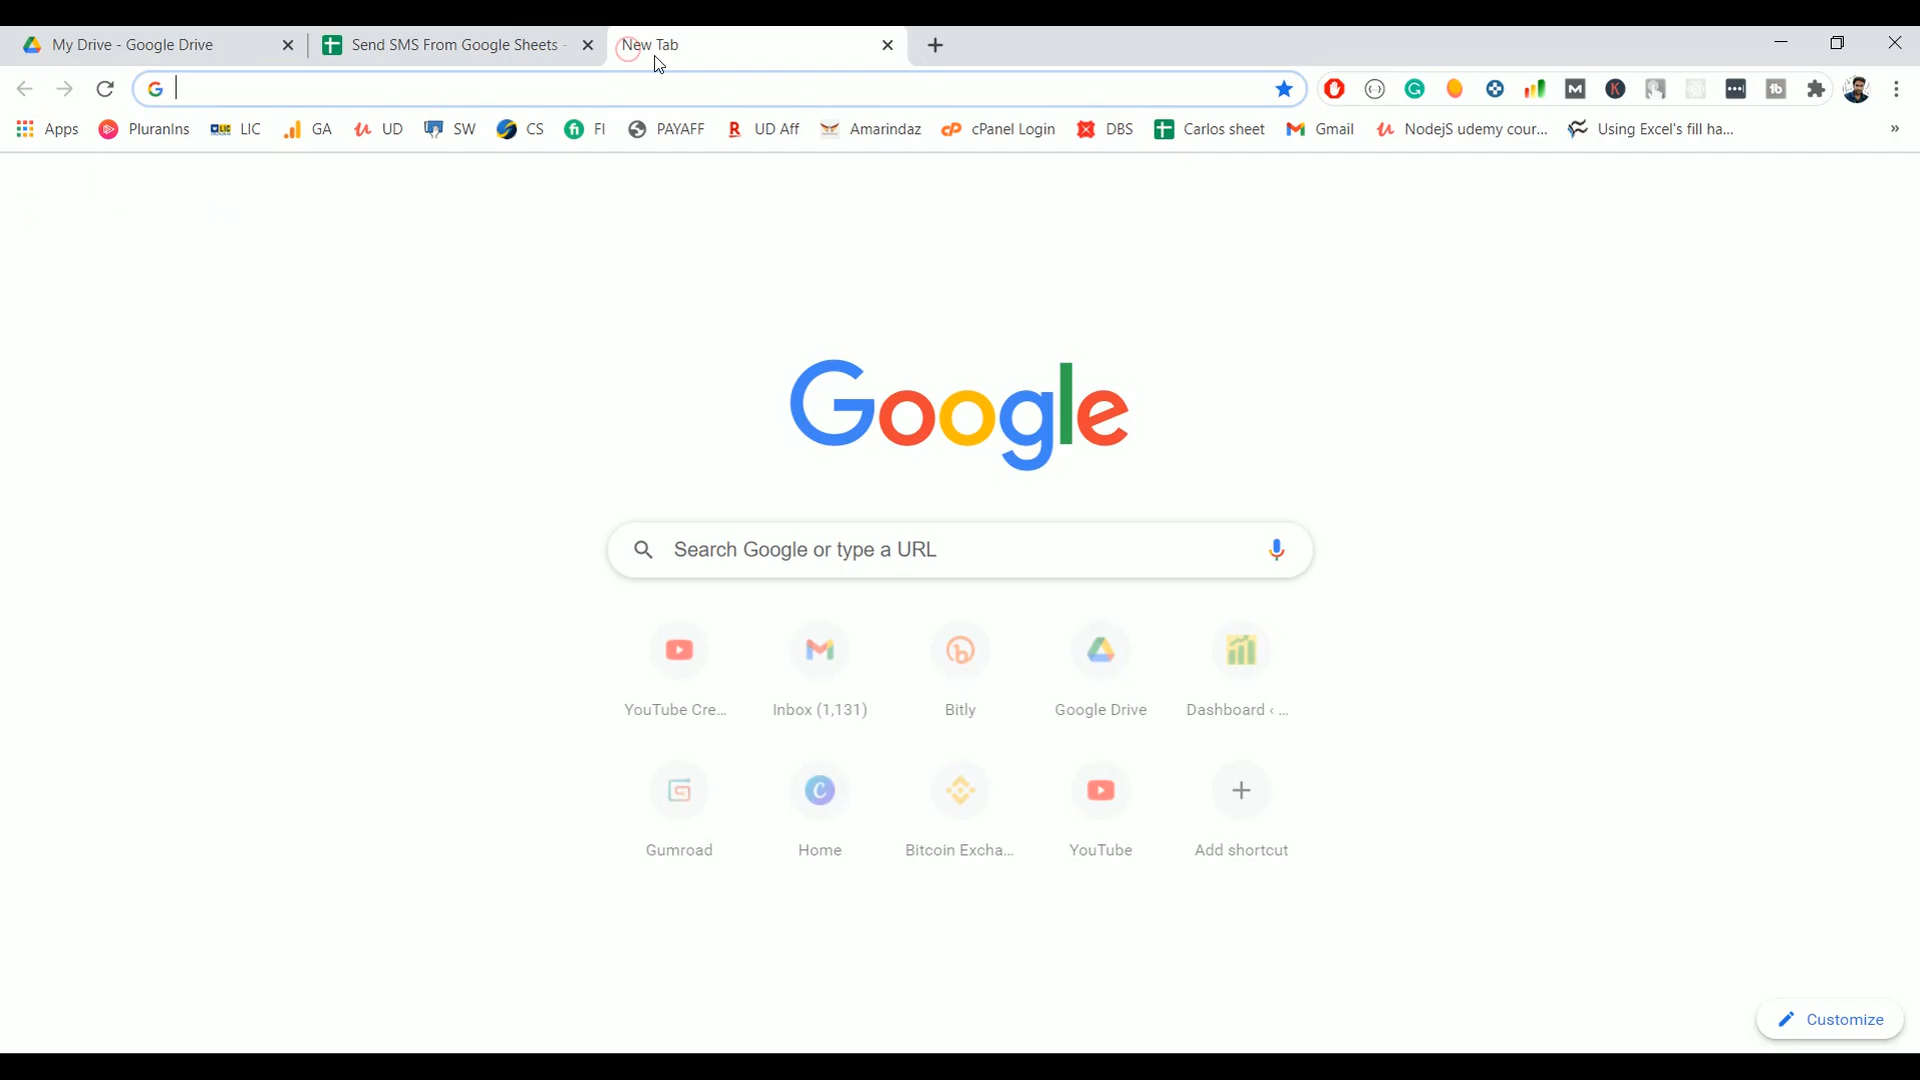 My Drive - Google Drive
Send SMS From Google Sheets -
New Tab
Apps PluranIns LIC GA UD SW CS FI PAYAFF UD Aff Amarindaz cPanel Login DBS Carlos sheet Gmail NodejS udemy cour... Using Excel's fill ha... »
Google
Search Google or type a URL
YouTube Cre... Inbox (1,131) Bitly Google Drive Dashboard ‹ ...
Gumroad Home Bitcoin Excha... YouTube Add shortcut
Customize